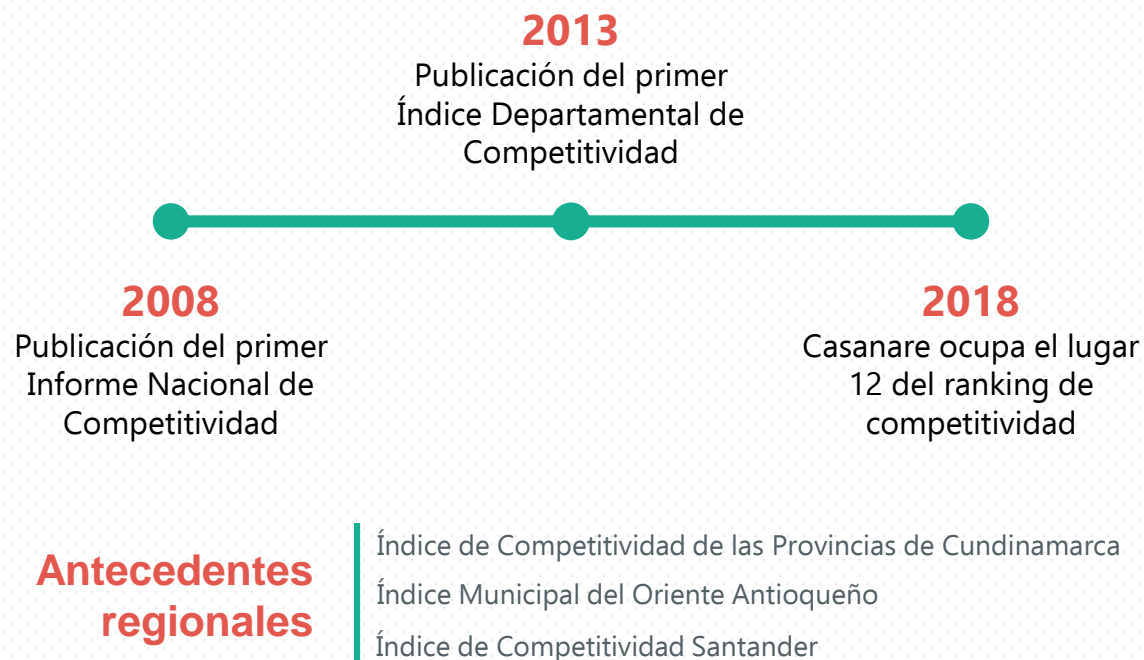 2013
Publicación del primer
Índice Departamental de
Competitividad
2008
Publicación del primer
Informe Nacional de
Competitividad
2018
Casanare ocupa el lugar
12 del ranking de
competitividad
Antecedentes
regionales
Índice de Competitividad de las Provincias de Cundinamarca
Índice Municipal del Oriente Antioqueño
Índice de Competitividad Santander